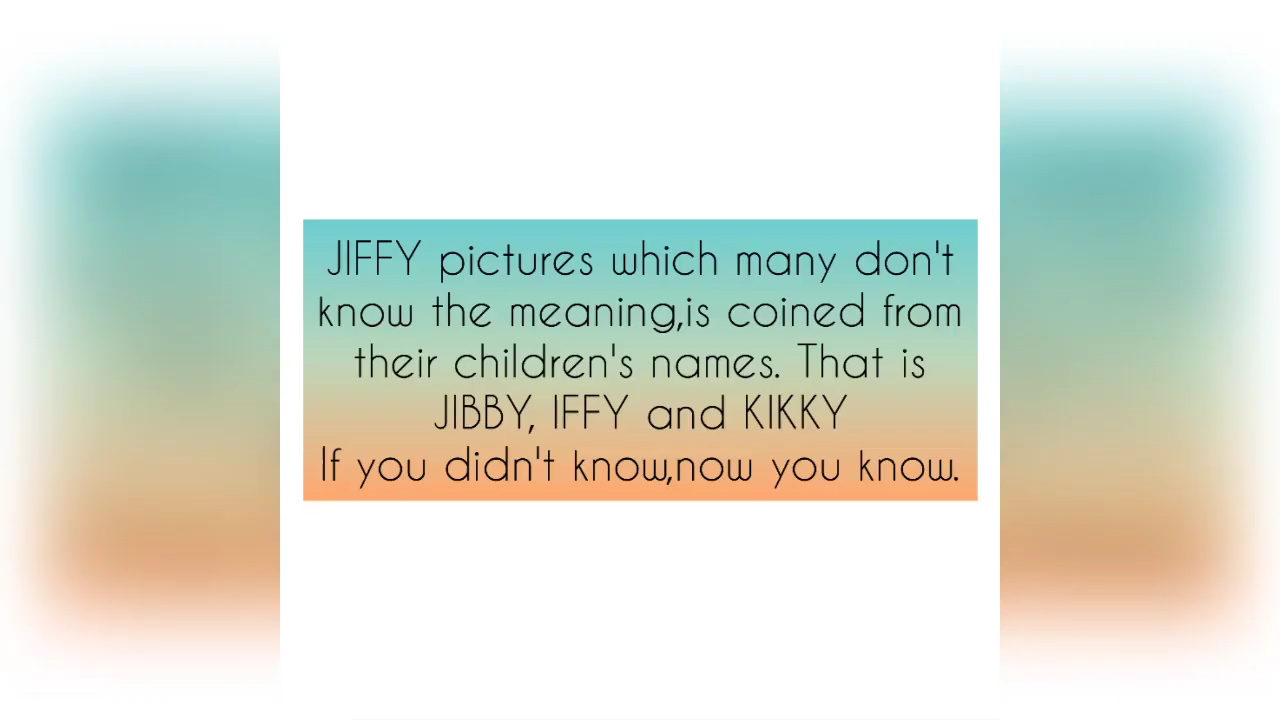 JIFFY pictures which many don't
know the meaning,is coined from
their children's names. That is
JIBBY, IFFY and KIKKY
If you didn't know,now you know.